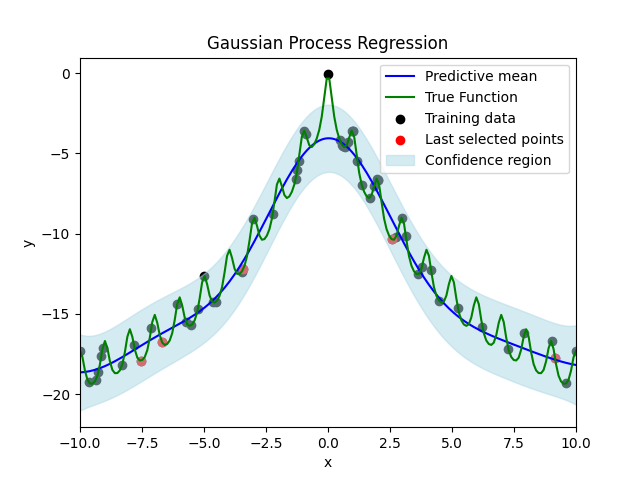 Gaussian Process Regression
Predictive mean
True Function
Training data
Last selected points
Confidence region
y
0
−5
−10
−15
−20
−10.0 −7.5 −5.0 −2.5 0.0 2.5 5.0 7.5 10.0
x